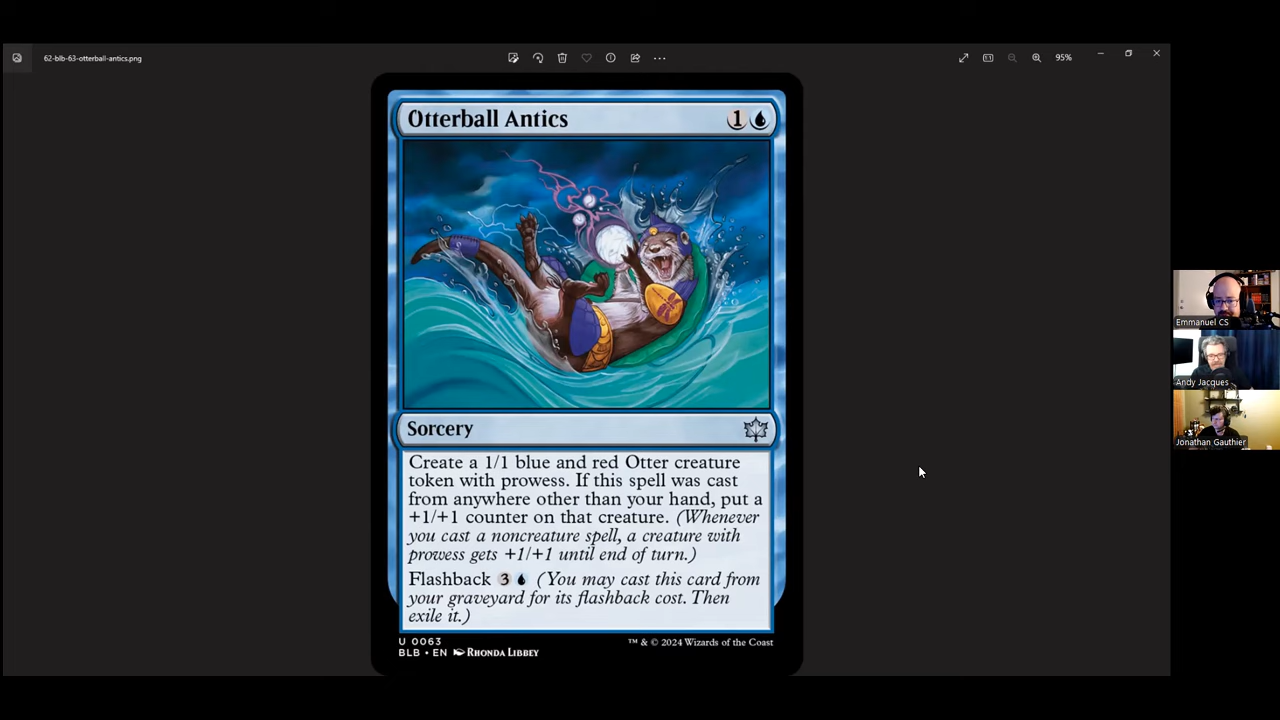 62-blb-63-otterball-antics.png
95%
Otterball Antics 1
Sorcery
Create a 1/1 blue and red Otter creature
token with prowess. If this spell was cast
from anywhere other than your hand, put a
+1/+1 counter on that creature. (Whenever
you cast a noncreature spell, a creature with
prowess gets +1/+1 until end of turn.)
Flashback 3 (You may cast this card from
your graveyard for its flashback cost. Then
exile it.)
U 0063
BLB • EN Rhonda Libbey
™ & © 2024 Wizards of the Coast
Emmanuel CS
Andy Jacques
Jonathan Gauthier